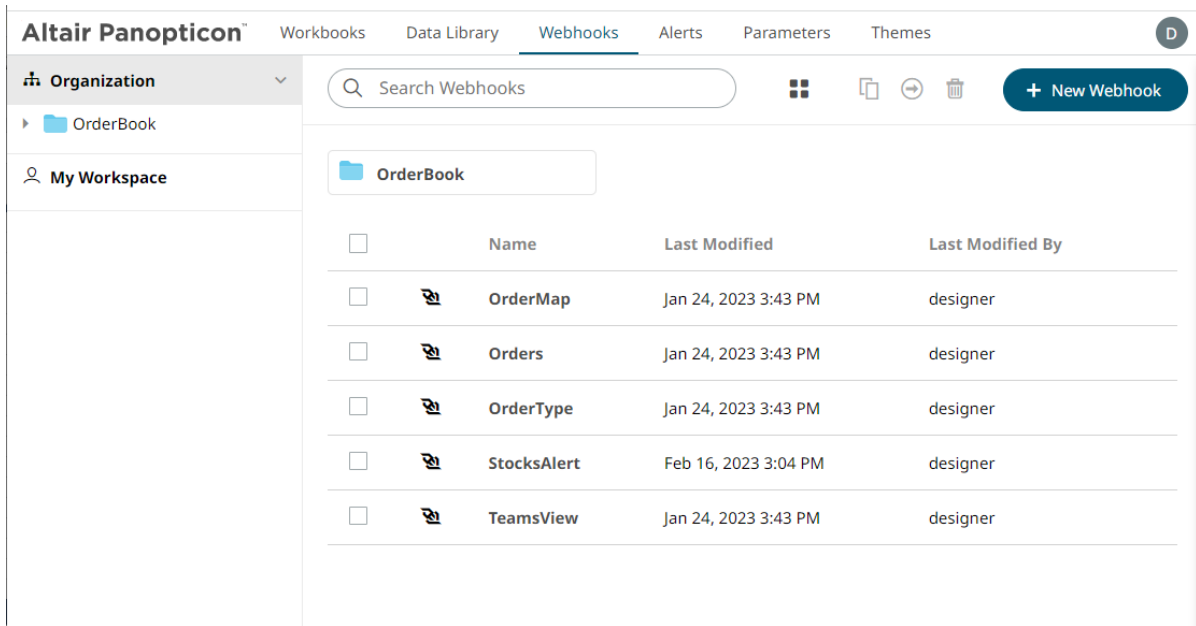 Altair Panopticon™ Workbooks Data Library Webhooks Alerts Parameters Themes D
Organization
OrderBook
My Workspace
Search Webhooks + New Webhook
OrderBook
Name Last Modified Last Modified By
OrderMap Jan 24, 2023 3:43 PM designer
Orders Jan 24, 2023 3:43 PM designer
OrderType Jan 24, 2023 3:43 PM designer
StocksAlert Feb 16, 2023 3:04 PM designer
TeamsView Jan 24, 2023 3:43 PM designer